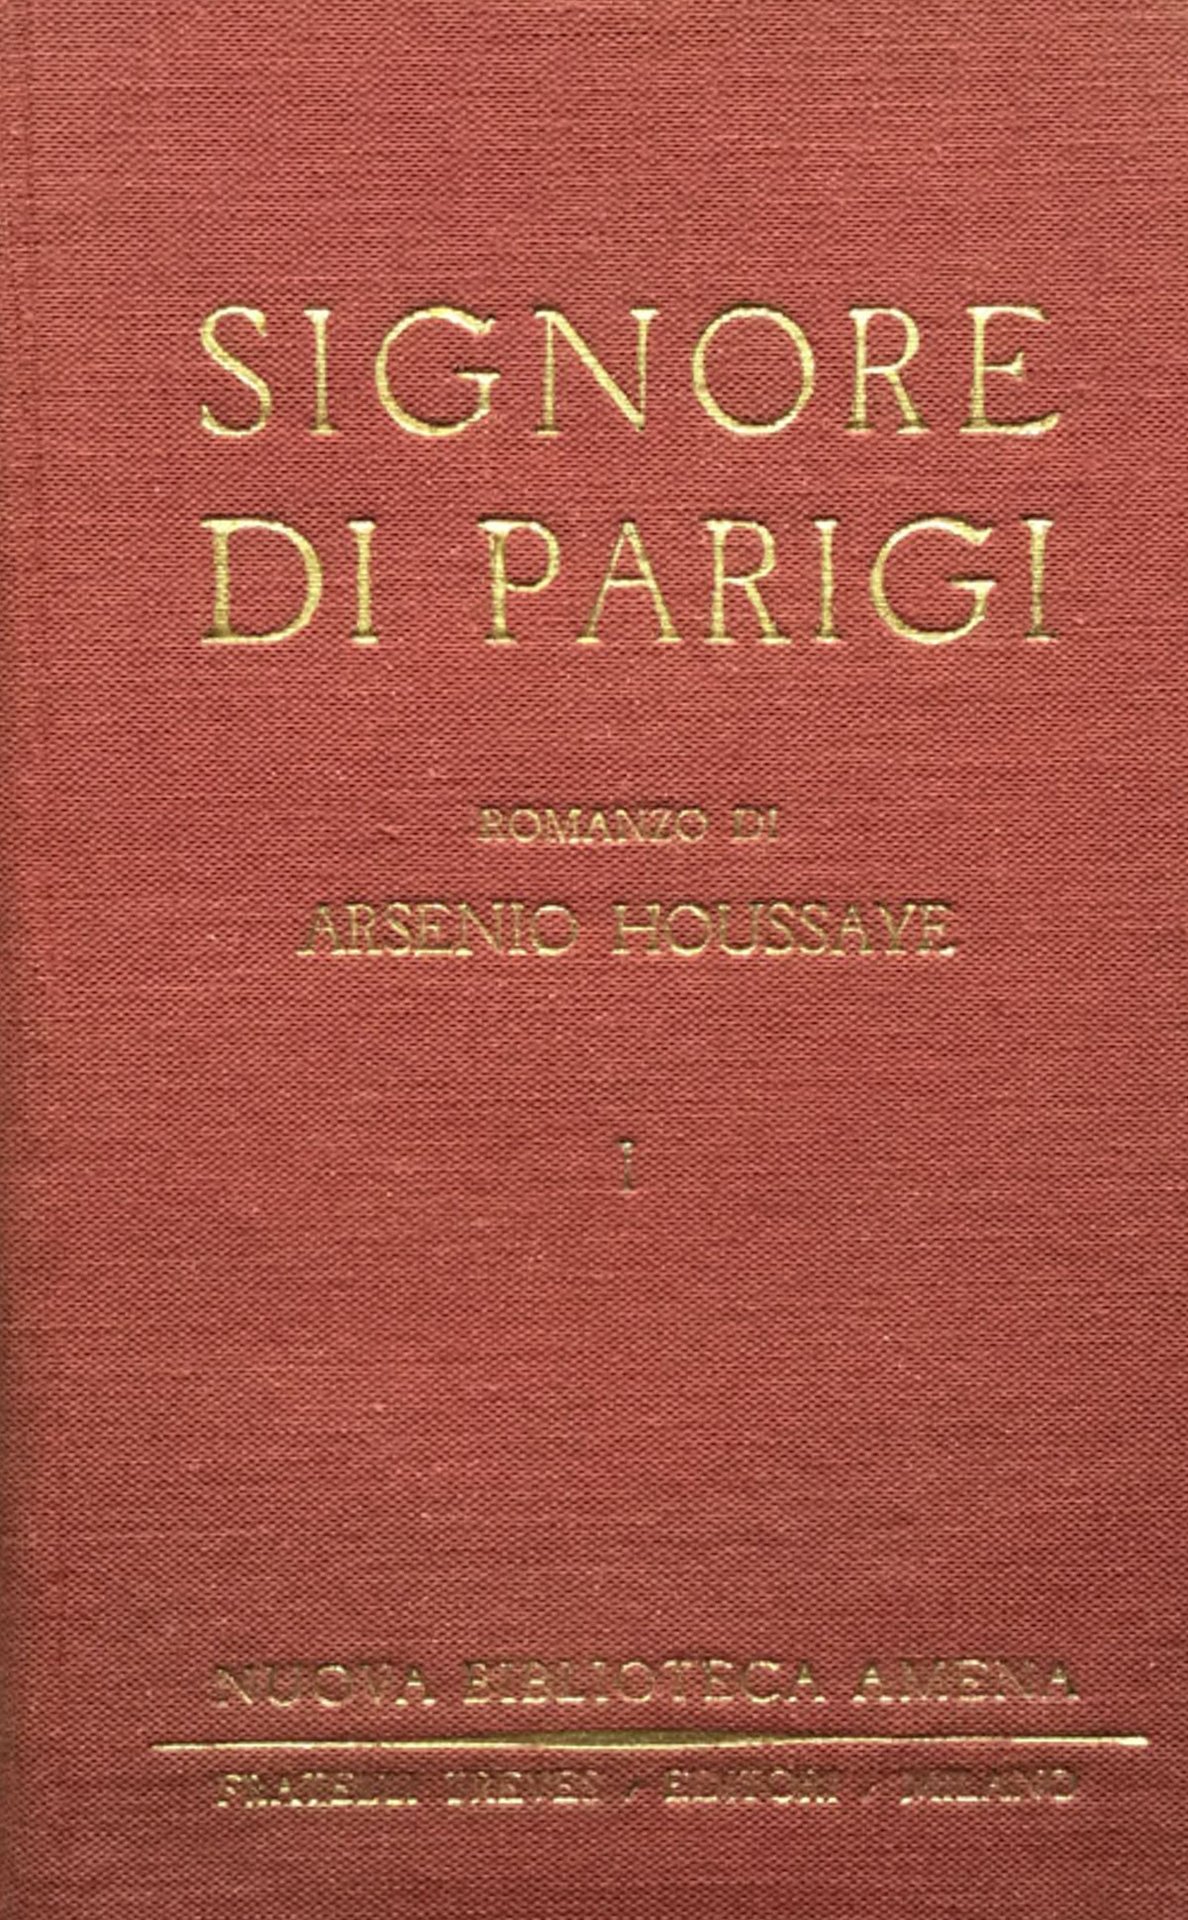 SIGNORE
DI PARIGI
ROMANZO DI
ARSENIO HOUSSAYE
I
NUOVA BIBLIOTECA AMENA
FRATELLI TREVES / EDITORI / MILANO